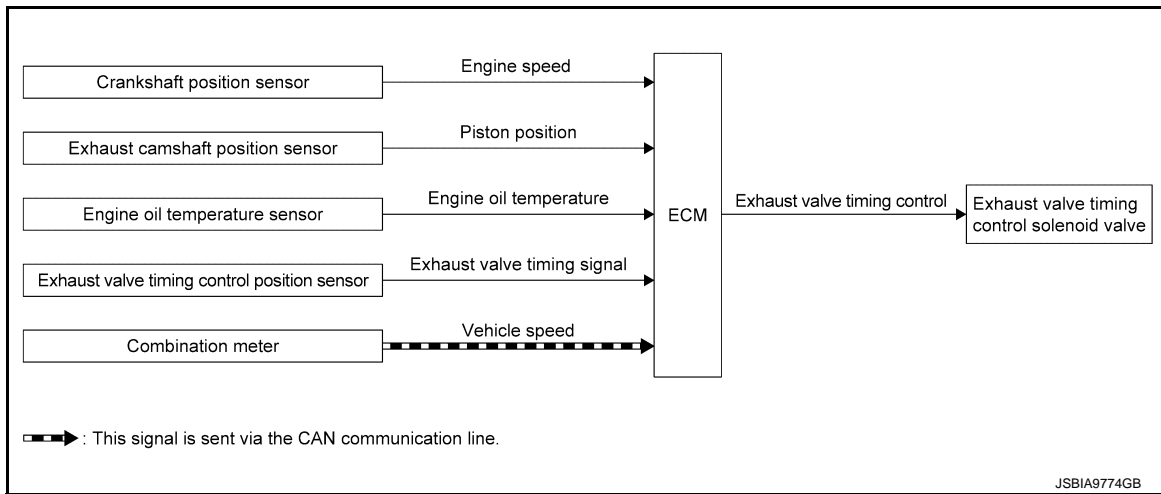 Crankshaft position sensor
Engine speed
Exhaust camshaft position sensor
Piston position
Engine oil temperature sensor
Engine oil temperature
Exhaust valve timing control position sensor
Exhaust valve timing signal
Combination meter
Vehicle speed
ECM
Exhaust valve timing control
Exhaust valve timing
control solenoid valve
: This signal is sent via the CAN communication line.
JSBIA9774GB